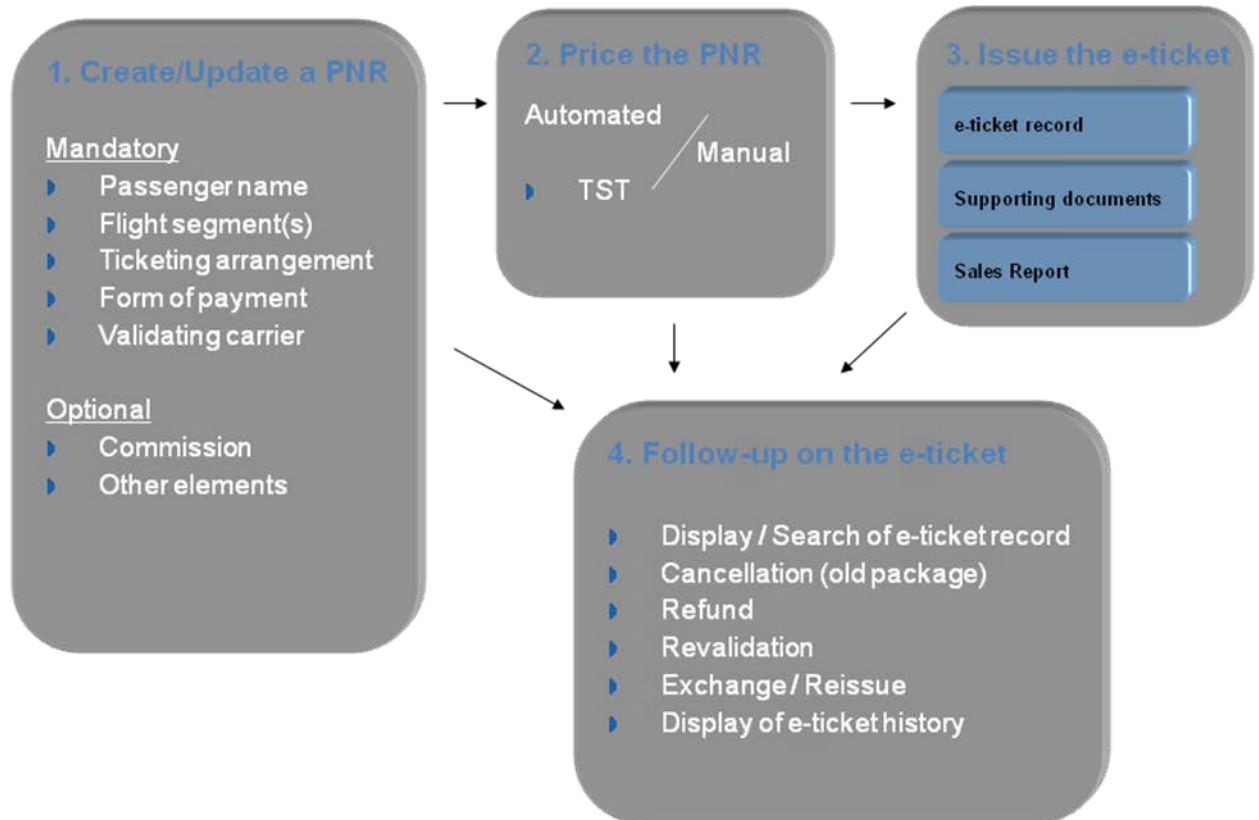 1. Create/Update a PNR
Mandatory
Passenger name
Flight segment(s)
Ticketing arrangement
Form of payment
Validating carrier
Optional
Commission
Other elements
2. Price the PNR
Automated
/ Manual
TST
3. Issue the e-ticket
e-ticket record
Supporting documents
Sales Report
4. Follow-up on the e-ticket
Display / Search of e-ticket record
Cancellation (old package)
Refund
Revalidation
Exchange / Reissue
Display of e-ticket history